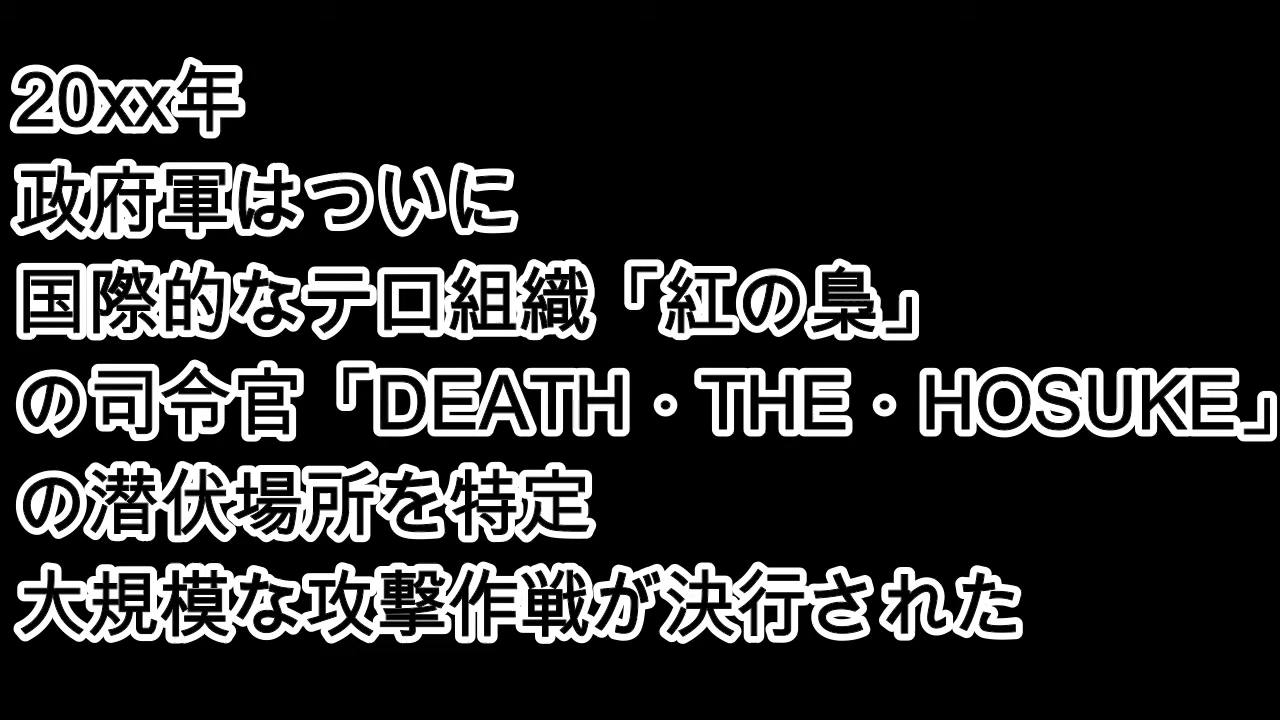 20xx年
政府軍はついに
国際的なテロ組織「紅の梟」
の司令官「DEATH・THE・HOSUKE」
の潜伏場所を特定
大規模な攻撃作戦が決行された